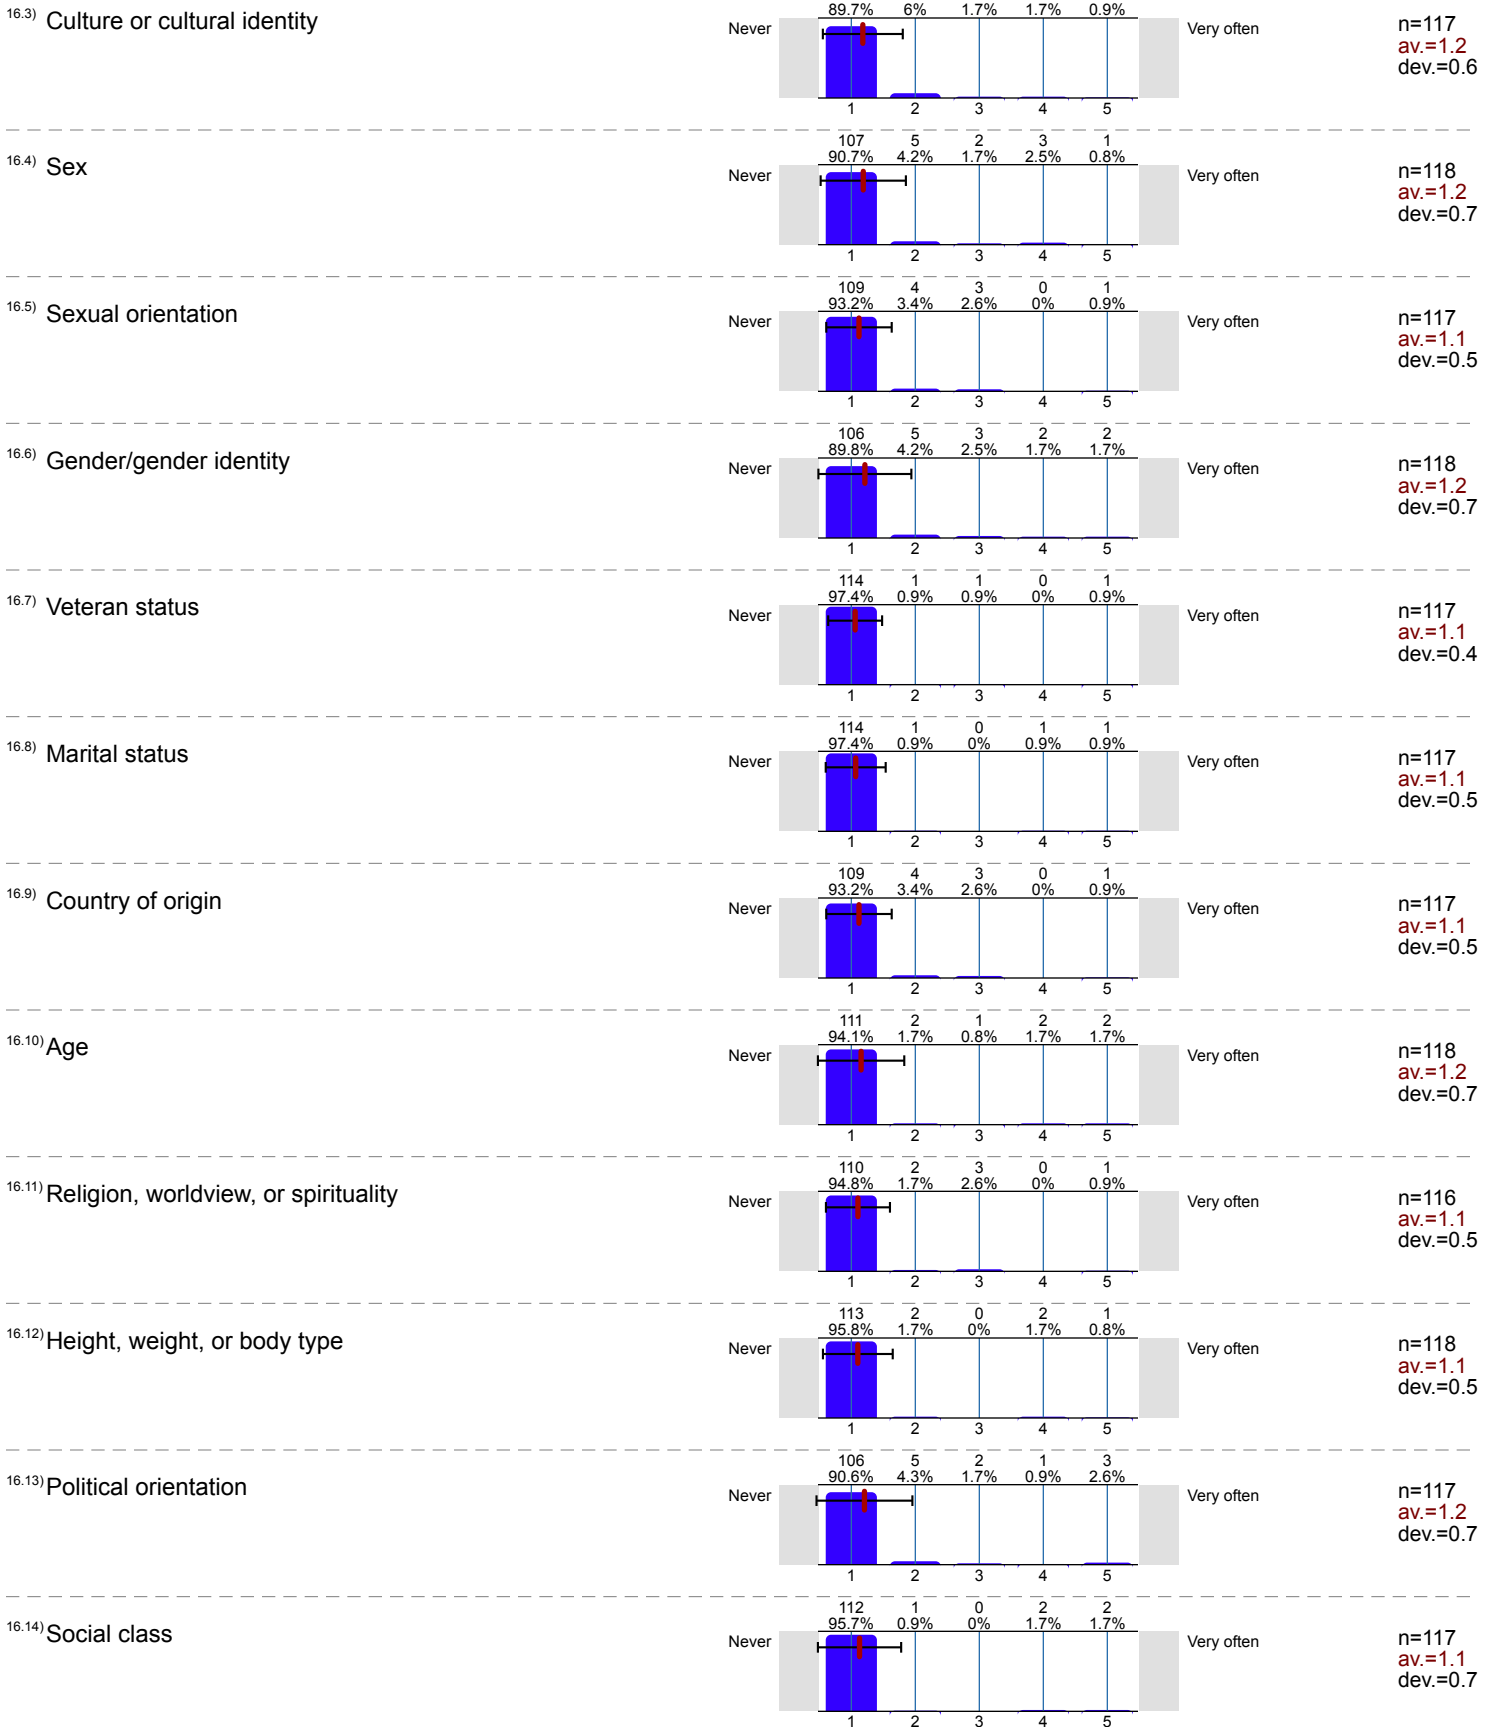 16.3) Culture or cultural identity
89.7% 6% 1.7% 1.7% 0.9%
Never Very often
n=117
av.=1.2
dev.=0.6
1 2 3 4 5
16.4) Sex
107 5 2 3 1
90.7% 4.2% 1.7% 2.5% 0.8%
Never Very often
n=118
av.=1.2
dev.=0.7
1 2 3 4 5
16.5) Sexual orientation
109 4 3 0 1
93.2% 3.4% 2.6% 0% 0.9%
Never Very often
n=117
av.=1.1
dev.=0.5
1 2 3 4 5
16.6) Gender/gender identity
106 5 3 2 2
89.8% 4.2% 2.5% 1.7% 1.7%
Never Very often
n=118
av.=1.2
dev.=0.7
1 2 3 4 5
16.7) Veteran status
114 1 1 0 1
97.4% 0.9% 0.9% 0% 0.9%
Never Very often
n=117
av.=1.1
dev.=0.4
1 2 3 4 5
16.8) Marital status
114 1 0 1 1
97.4% 0.9% 0% 0.9% 0.9%
Never Very often
n=117
av.=1.1
dev.=0.5
1 2 3 4 5
16.9) Country of origin
109 4 3 0 1
93.2% 3.4% 2.6% 0% 0.9%
Never Very often
n=117
av.=1.1
dev.=0.5
1 2 3 4 5
16.10) Age
111 2 1 2 2
94.1% 1.7% 0.8% 1.7% 1.7%
Never Very often
n=118
av.=1.2
dev.=0.7
1 2 3 4 5
16.11) Religion, worldview, or spirituality
110 2 3 0 1
94.8% 1.7% 2.6% 0% 0.9%
Never Very often
n=116
av.=1.1
dev.=0.5
1 2 3 4 5
16.12) Height, weight, or body type
113 2 0 2 1
95.8% 1.7% 0% 1.7% 0.8%
Never Very often
n=118
av.=1.1
dev.=0.5
1 2 3 4 5
16.13) Political orientation
106 5 2 1 3
90.6% 4.3% 1.7% 0.9% 2.6%
Never Very often
n=117
av.=1.2
dev.=0.7
1 2 3 4 5
16.14) Social class
112 1 0 2 2
95.7% 0.9% 0% 1.7% 1.7%
Never Very often
n=117
av.=1.1
dev.=0.7
1 2 3 4 5